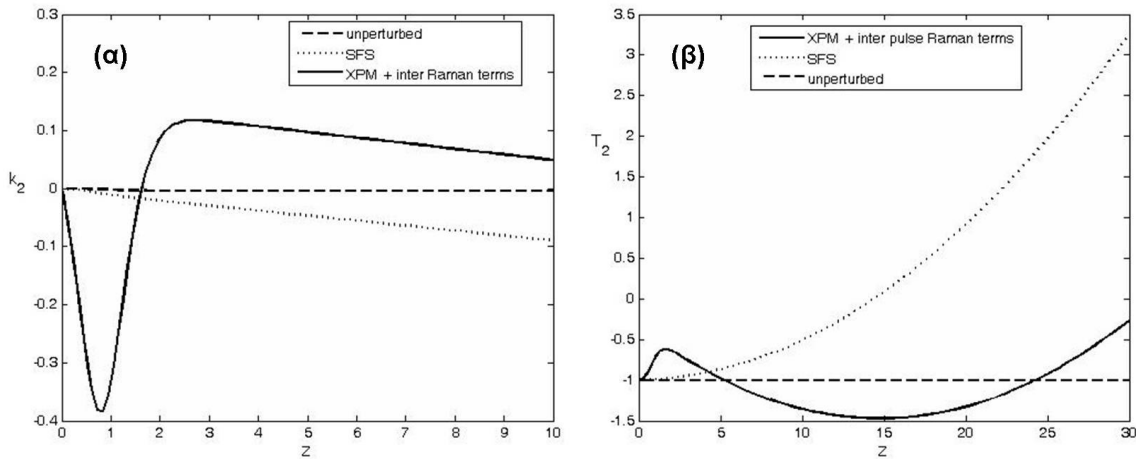 (α)
unperturbed
SFS
XPM + inter Raman terms
0.3
0.2
0.1
0
-0.1
-0.2
-0.3
-0.4
k2
0 1 2 3 4 5 6 7 8 9 10
z
(β)
XPM + inter pulse Raman terms
SFS
unperturbed
3.5
3
2.5
2
1.5
1
0.5
0
-0.5
-1
-1.5
T2
0 5 10 15 20 25 30
z